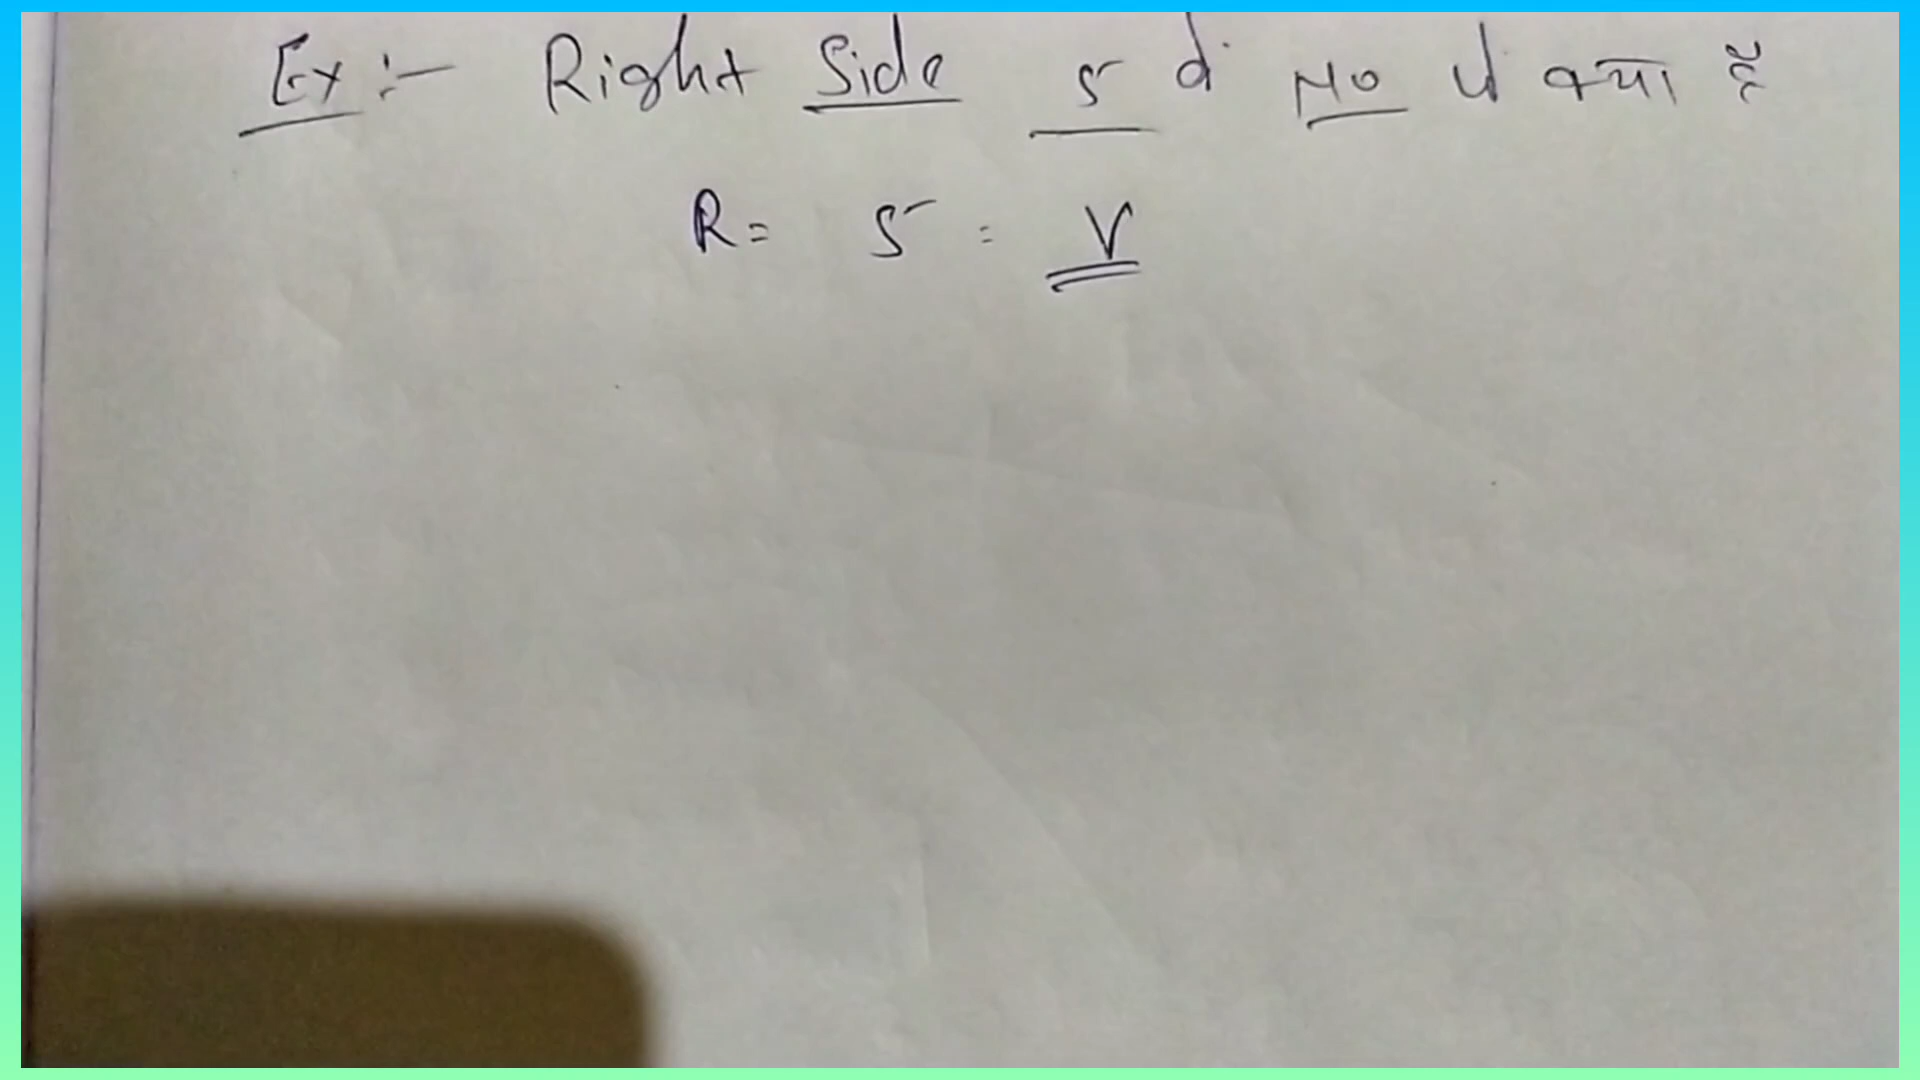 Ex :- Right Side 5 वे No पे क्या है
R = 5 = V